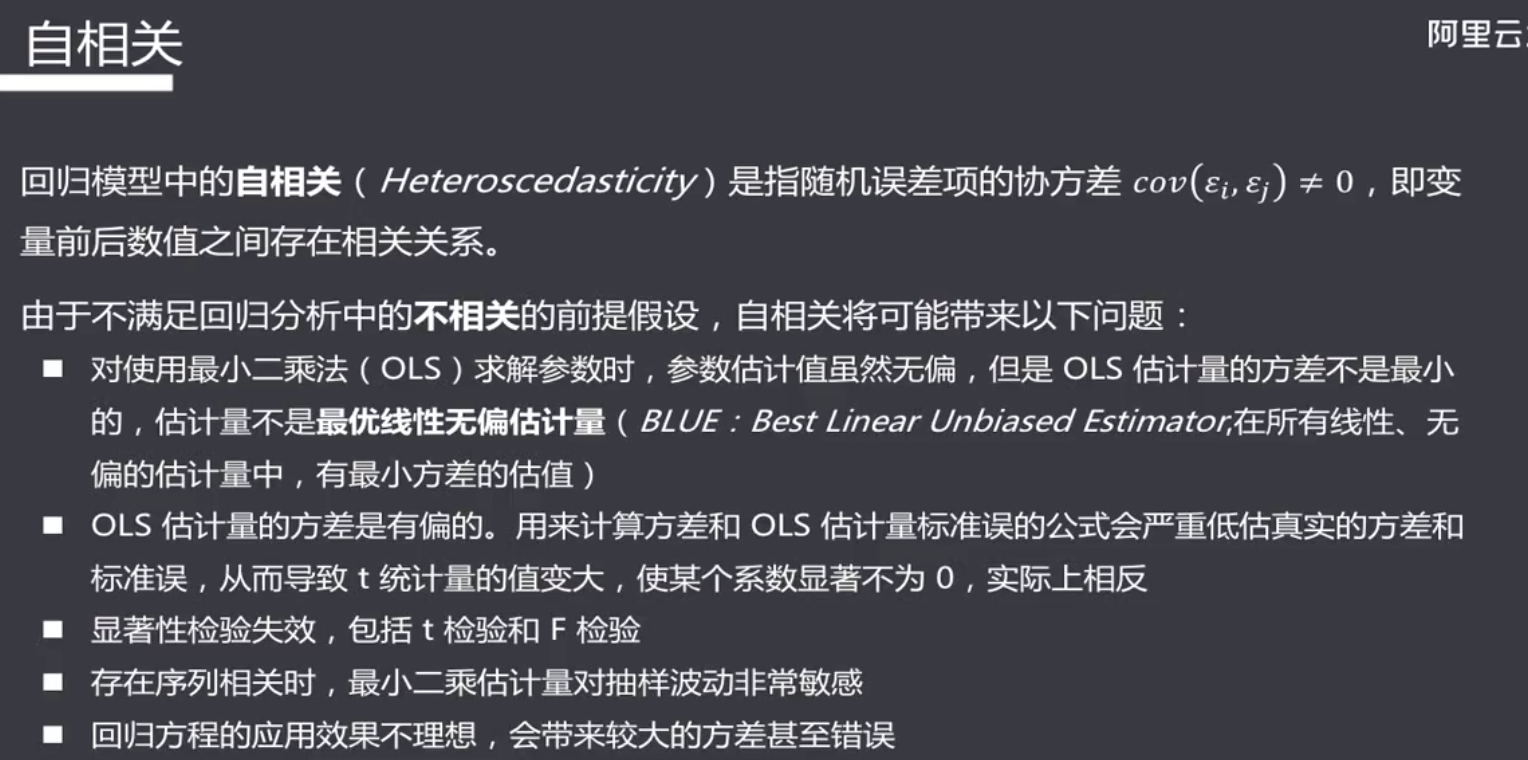 自相关
阿里云
回归模型中的自相关（Heteroscedasticity）是指随机误差项的协方差 cov(εᵢ, εⱼ) ≠ 0，即变
量前后数值之间存在相关关系。
由于不满足回归分析中的不相关的前提假设，自相关将可能带来以下问题：
■ 对使用最小二乘法（OLS）求解参数时，参数估计值虽然无偏，但是 OLS 估计量的方差不是最小
的，估计量不是最优线性无偏估计量（BLUE：Best Linear Unbiased Estimator,在所有线性、无
偏的估计量中，有最小方差的估值）
■ OLS 估计量的方差是有偏的。用来计算方差和 OLS 估计量标准误的公式会严重低估真实的方差和
标准误，从而导致 t 统计量的值变大，使某个系数显著不为 0，实际上相反
■ 显著性检验失效，包括 t 检验和 F 检验
■ 存在序列相关时，最小二乘估计量对抽样波动非常敏感
■ 回归方程的应用效果不理想，会带来较大的方差甚至错误